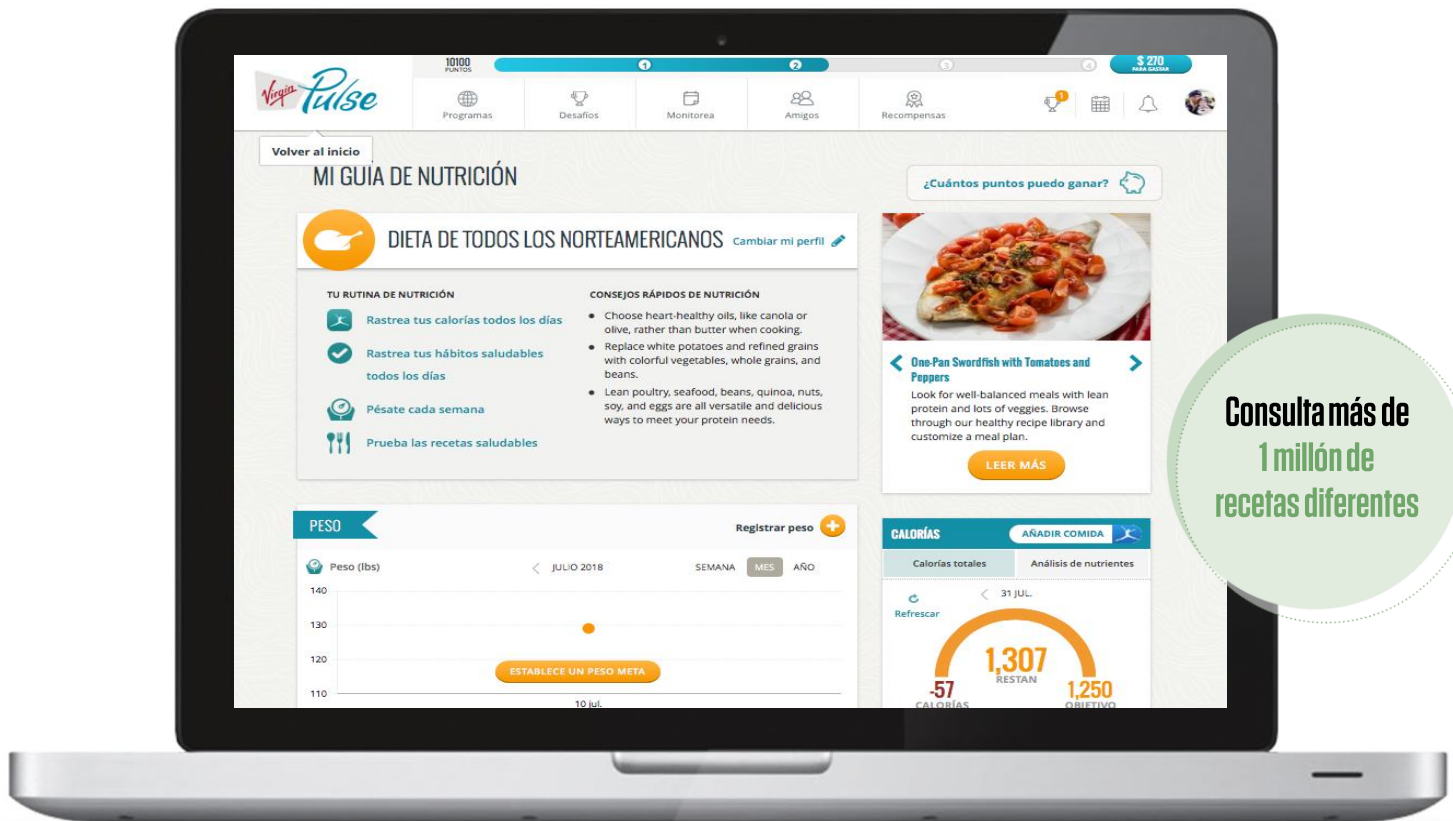 10100
PUNTOS
1
2
3
4
$ 270
PARA GASTAR
Virgin Pulse
Programas
Desafíos
Monitorea
Amigos
Recompensas
1
Volver al inicio
MI GUÍA DE NUTRICIÓN
¿Cuántos puntos puedo ganar?
DIETA DE TODOS LOS NORTEAMERICANOS
Cambiar mi perfil
TU RUTINA DE NUTRICIÓN
Rastrea tus calorías todos los días
Rastrea tus hábitos saludables
todos los días
Pésate cada semana
Prueba las recetas saludables
CONSEJOS RÁPIDOS DE NUTRICIÓN
• Choose heart-healthy oils, like canola or
olive, rather than butter when cooking.
• Replace white potatoes and refined grains
with colorful vegetables, whole grains, and
beans.
• Lean poultry, seafood, beans, quinoa, nuts,
soy, and eggs are all versatile and delicious
ways to meet your protein needs.
One-Pan Swordfish with Tomatoes and
Peppers
Look for well-balanced meals with lean
protein and lots of veggies. Browse
through our healthy recipe library and
customize a meal plan.
LEER MÁS
Consulta más de
1 millón de
recetas diferentes
PESO
Registrar peso
Peso (lbs)
JULIO 2018
SEMANA
MES
AÑO
140
130
120
110
ESTABLECE UN PESO META
10 jul.
CALORÍAS
AÑADIR COMIDA
Calorías totales
Análisis de nutrientes
31 JUL.
Refrescar
1,307
RESTAN
-57
CALORÍAS
1,250
OBJETIVO